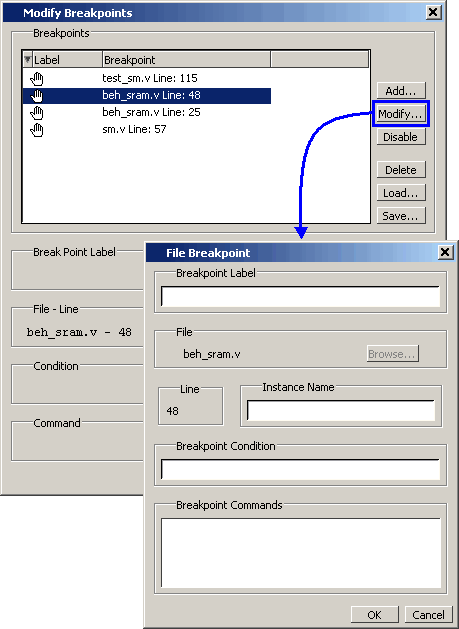 Modify Breakpoints
Breakpoints
Label Breakpoint
test_sm.v Line: 115
beh_sram.v Line: 48
beh_sram.v Line: 25
sm.v Line: 57
Add...
Modify...
Disable
Delete
Load...
Save...
Break Point Label
File - Line
beh_sram.v - 48
Condition
Command
File Breakpoint
Breakpoint Label
File
beh_sram.v
Browse...
Line
48
Instance Name
Breakpoint Condition
Breakpoint Commands
OK Cancel